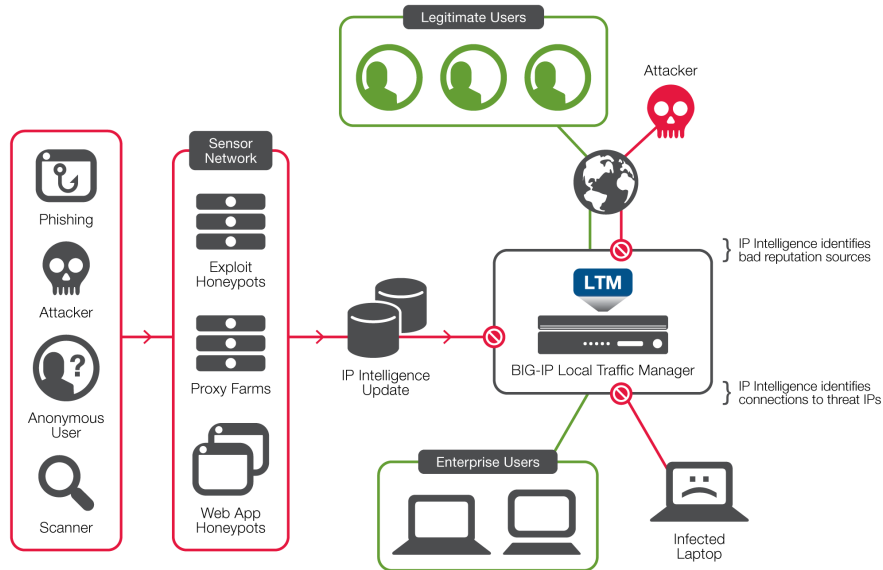 Legitimate Users
Attacker
Sensor
Network
Phishing
Attacker
?
Anonymous
User
Scanner
Exploit
Honeypots
Proxy Farms
Web App
Honeypots
IP Intelligence
Update
LTM
BIG-IP Local Traffic Manager
} IP Intelligence identifies
bad reputation sources
} IP Intelligence identifies
connections to threat IPs
Enterprise Users
Infected
Laptop